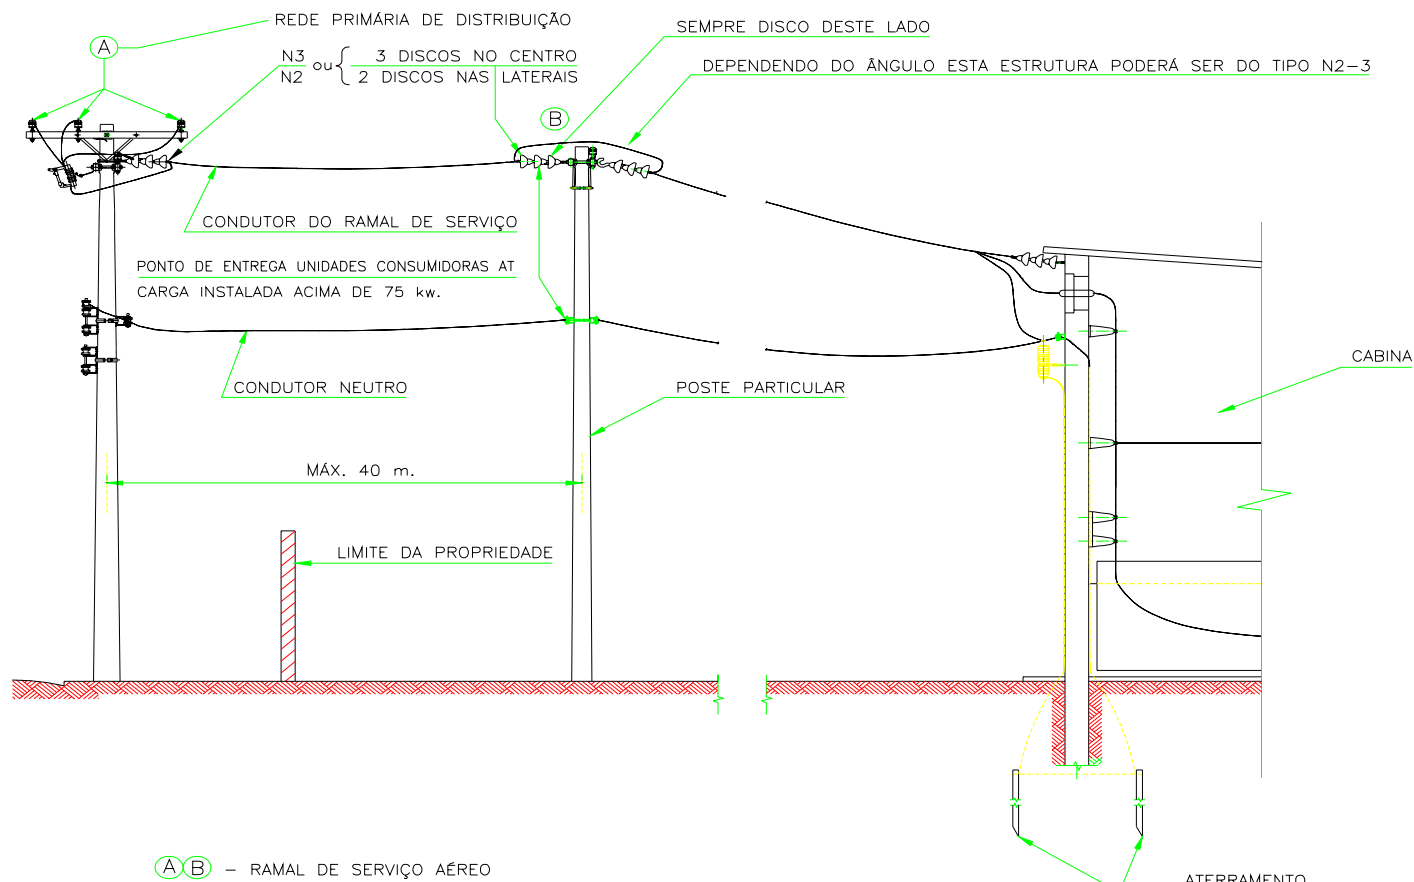 REDE PRIMÁRIA DE DISTRIBUIÇÃO
A
SEMPRE DISCO DESTE LADO
N3 ou { 3 DISCOS NO CENTRO
N2 2 DISCOS NAS LATERAIS
DEPENDENDO DO ÂNGULO ESTA ESTRUTURA PODERÁ SER DO TIPO N2-3
B
CONDUTOR DO RAMAL DE SERVIÇO
PONTO DE ENTREGA UNIDADES CONSUMIDORAS AT
CARGA INSTALADA ACIMA DE 75 kw.
CABINA
CONDUTOR NEUTRO
POSTE PARTICULAR
MÁX. 40 m.
LIMITE DA PROPRIEDADE
A B - RAMAL DE SERVIÇO AÉREO
ATERRAMENTO